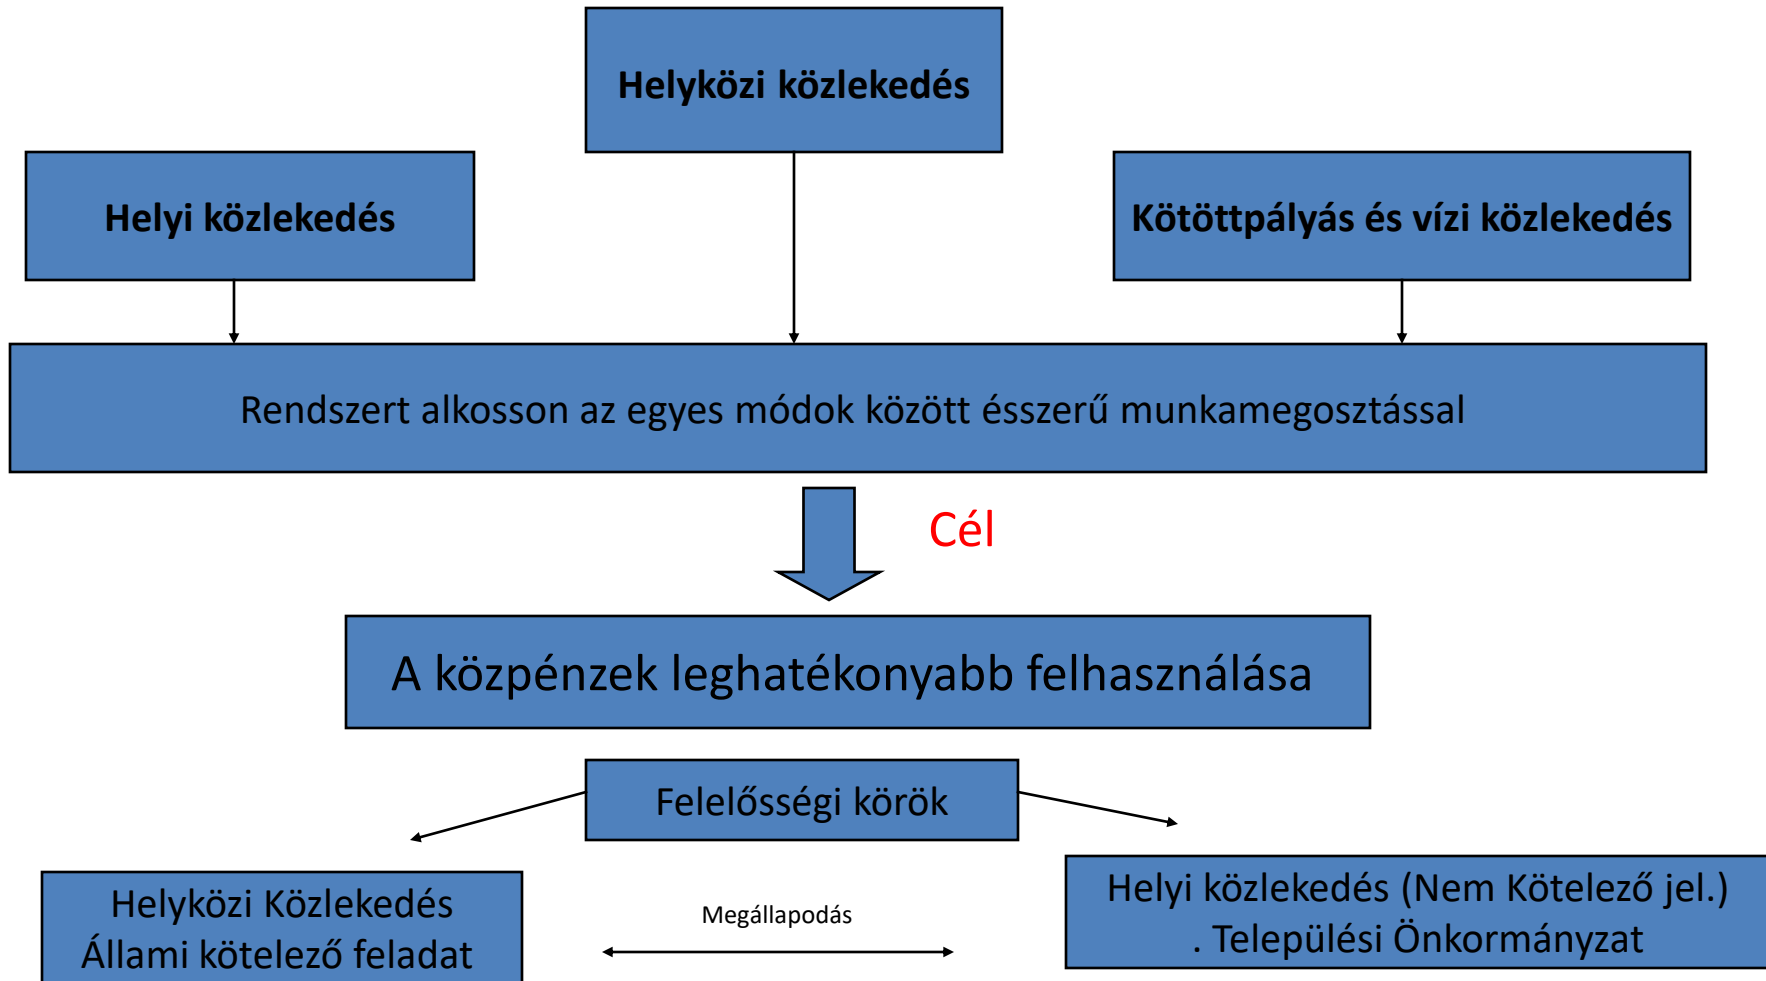 Helyközi közlekedés
Helyi közlekedés
Kötöttpályás és vízi közlekedés
Rendszert alkosson az egyes módok között ésszerű munkamegosztással
Cél
A közpénzek leghatékonyabb felhasználása
Felelősségi körök
Helyközi Közlekedés
Állami kötelező feladat
Megállapodás
Helyi közlekedés (Nem Kötelező jel.)
. Települési Önkormányzat